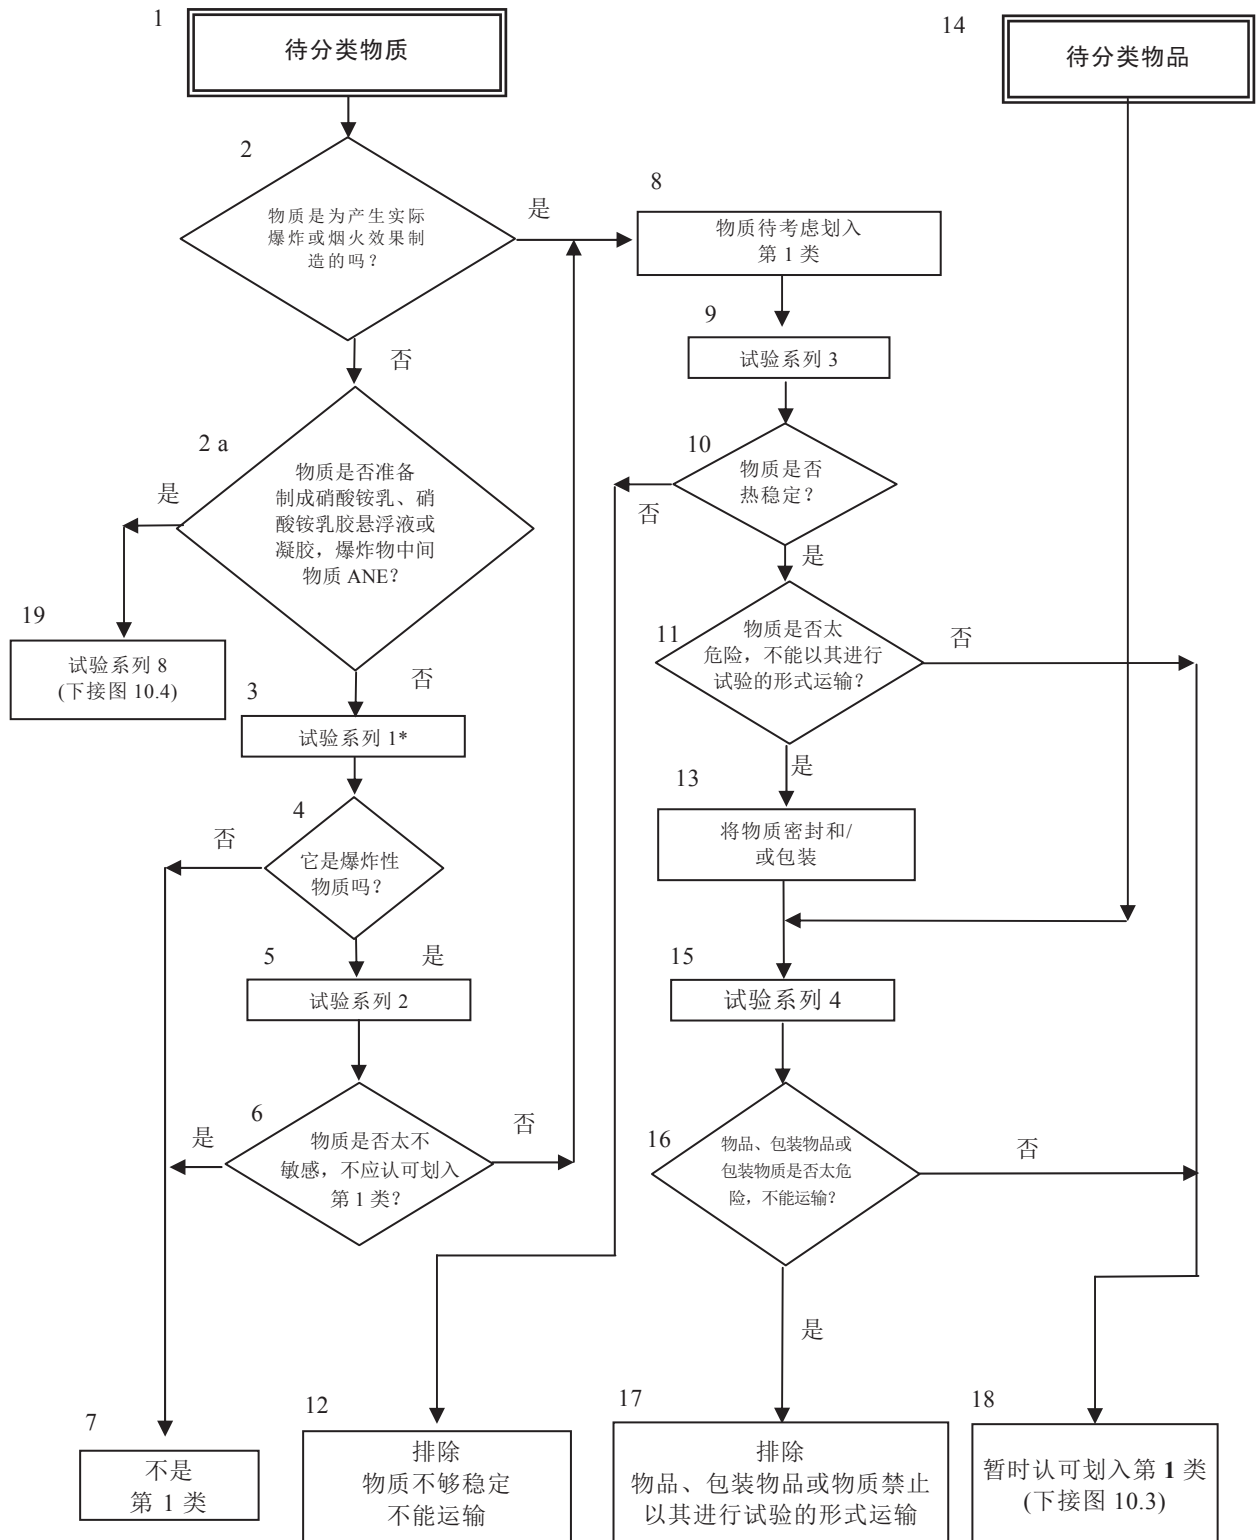 1
待分类物质
14
待分类物品
2
物质是为产生实际
爆炸或烟火效果制
造的吗？
是
否
8
物质待考虑划入
第 1 类
9
试验系列 3
2 a
物质是否准备
制成硝酸铵乳、硝
酸铵乳胶悬浮液或
凝胶，爆炸物中间
物质 ANE？
是
否
10
物质是否
热稳定？
否
是
19
试验系列 8
(下接图 10.4)
11
物质是否太
危险，不能以其进行
试验的形式运输？
否
是
3
试验系列 1*
13
将物质密封和/
或包装
4
它是爆炸性
物质吗？
否
是
5
试验系列 2
15
试验系列 4
6
物质是否太不
敏感，不应认可划入
第 1 类？
是
否
16
物品、包装物品或
包装物质是否太危
险，不能运输？
否
是
7
不是
第 1 类
12
排除
物质不够稳定
不能运输
17
排除
物品、包装物品或物质禁止
以其进行试验的形式运输
18
暂时认可划入第 1 类
(下接图 10.3)